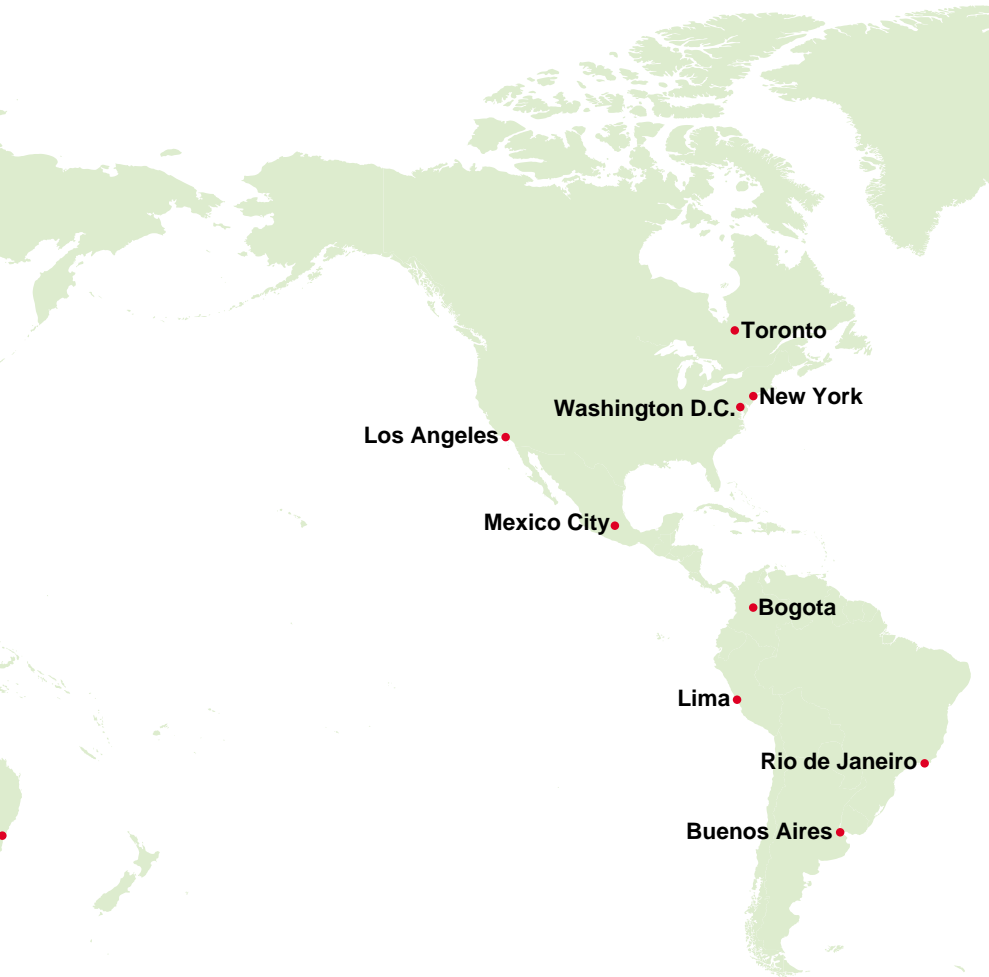 Toronto
New York
Washington D.C.
Los Angeles
Mexico City
Bogota
Lima
Rio de Janeiro
Buenos Aires